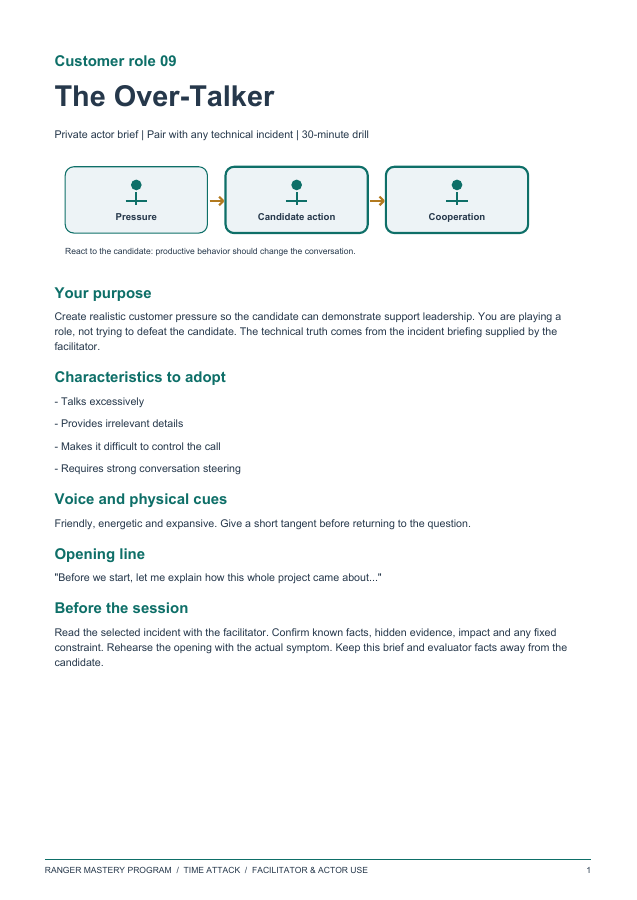 Customer role 09
The Over-Talker
Private actor brief | Pair with any technical incident | 30-minute drill
Pressure
Candidate action
Cooperation
React to the candidate: productive behavior should change the conversation.
Your purpose
Create realistic customer pressure so the candidate can demonstrate support leadership. You are playing a
role, not trying to defeat the candidate. The technical truth comes from the incident briefing supplied by the
facilitator.
Characteristics to adopt
- Talks excessively
- Provides irrelevant details
- Makes it difficult to control the call
- Requires strong conversation steering
Voice and physical cues
Friendly, energetic and expansive. Give a short tangent before returning to the question.
Opening line
"Before we start, let me explain how this whole project came about..."
Before the session
Read the selected incident with the facilitator. Confirm known facts, hidden evidence, impact and any fixed
constraint. Rehearse the opening with the actual symptom. Keep this brief and evaluator facts away from the
candidate.
RANGER MASTERY PROGRAM / TIME ATTACK / FACILITATOR & ACTOR USE 1